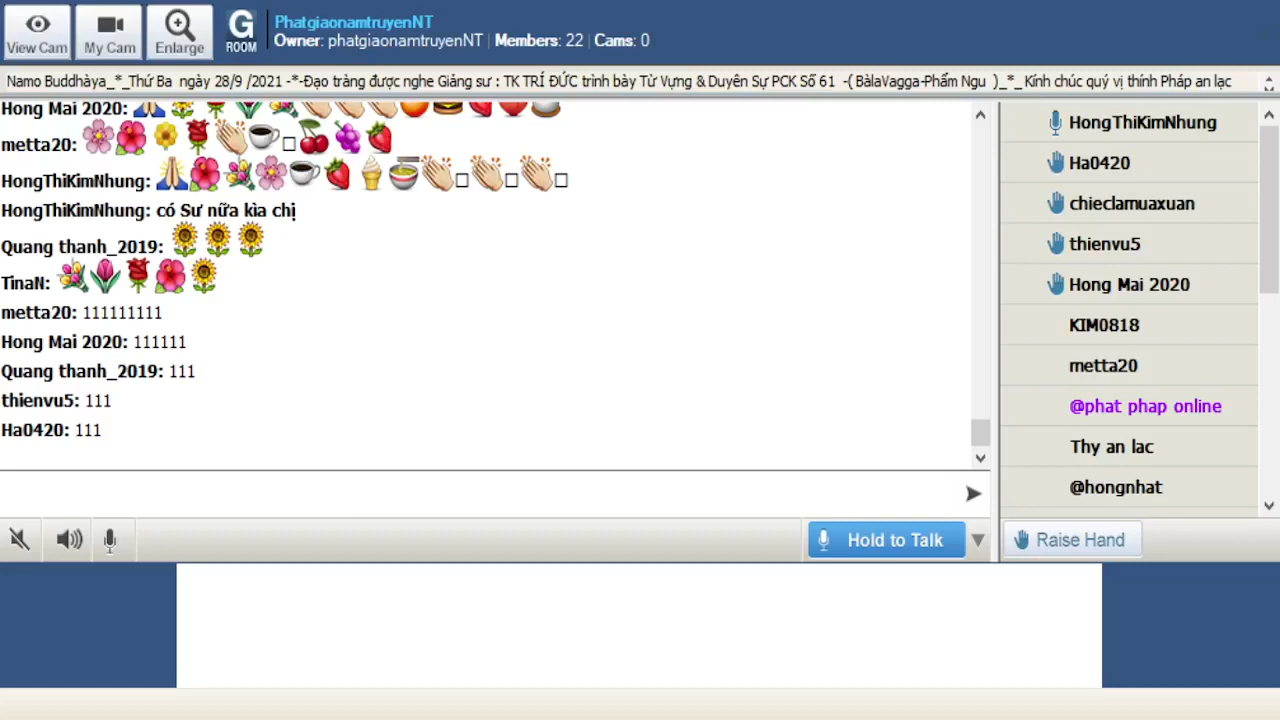 View Cam
My Cam
Enlarge
G
ROOM
PhatgiaonamtruyenNT
Owner: phatgiaonamtruyenNT | Members: 22 | Cams: 0
Namo Buddhàya_*_Thứ Ba ngày 28/9 /2021 -*-Đạo tràng được nghe Giảng sư : TK TRÍ ĐỨC trình bày Từ Vựng & Duyên Sự PCK Số 61 -( BàlaVagga-Phẩm Ngu )_*_ Kính chúc quý vị thính Pháp an lạc
Hong Mai 2020:
metta20:
HongThiKimNhung:
HongThiKimNhung: có Sư nữa kìa chị
Quang thanh_2019:
TinaN:
metta20: 111111111
Hong Mai 2020: 111111
Quang thanh_2019: 111
thienvu5: 111
Ha0420: 111
HongThiKimNhung
Ha0420
chieclamuaxuan
thienvu5
Hong Mai 2020
KIM0818
metta20
@phat phap online
Thy an lac
@hongnhat
Hold to Talk
Raise Hand